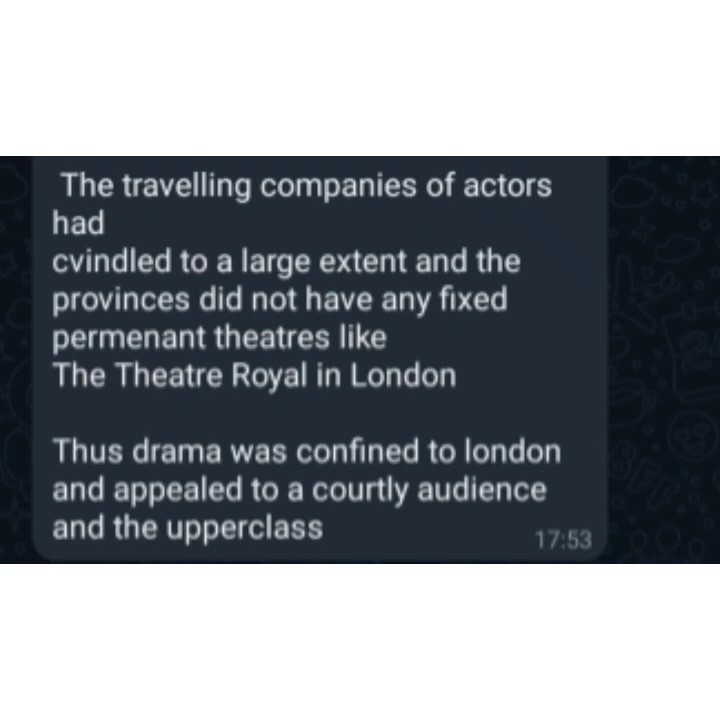 The travelling companies of actors
had
cvindled to a large extent and the
provinces did not have any fixed
permenant theatres like
The Theatre Royal in London
Thus drama was confined to london
and appealed to a courtly audience
and the upperclass
17:53